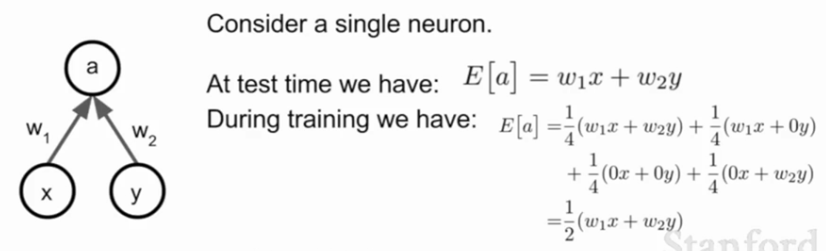 Consider a single neuron.
a
At test time we have: E[a] = w₁x + w₂y
During training we have: E[a] =1/4(w₁x + w₂y) + 1/4(w₁x + 0y)
w₁ w₂
+ 1/4(0x + 0y) + 1/4(0x + w₂y)
x y
=1/2(w₁x + w₂y)
Stanford